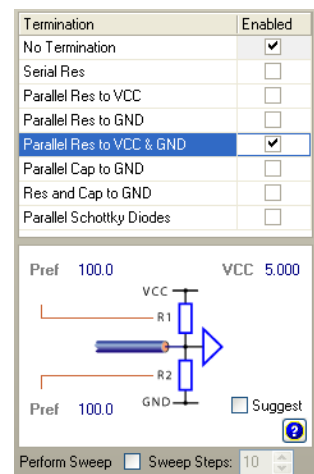 Termination Enabled
No Termination
Serial Res
Parallel Res to VCC
Parallel Res to GND
Parallel Res to VCC & GND
Parallel Cap to GND
Res and Cap to GND
Parallel Schottky Diodes
Pref 100.0 VCC 5.000
VCC
R1
R2
GND
Pref 100.0 Suggest
?
Perform Sweep Sweep Steps: 10